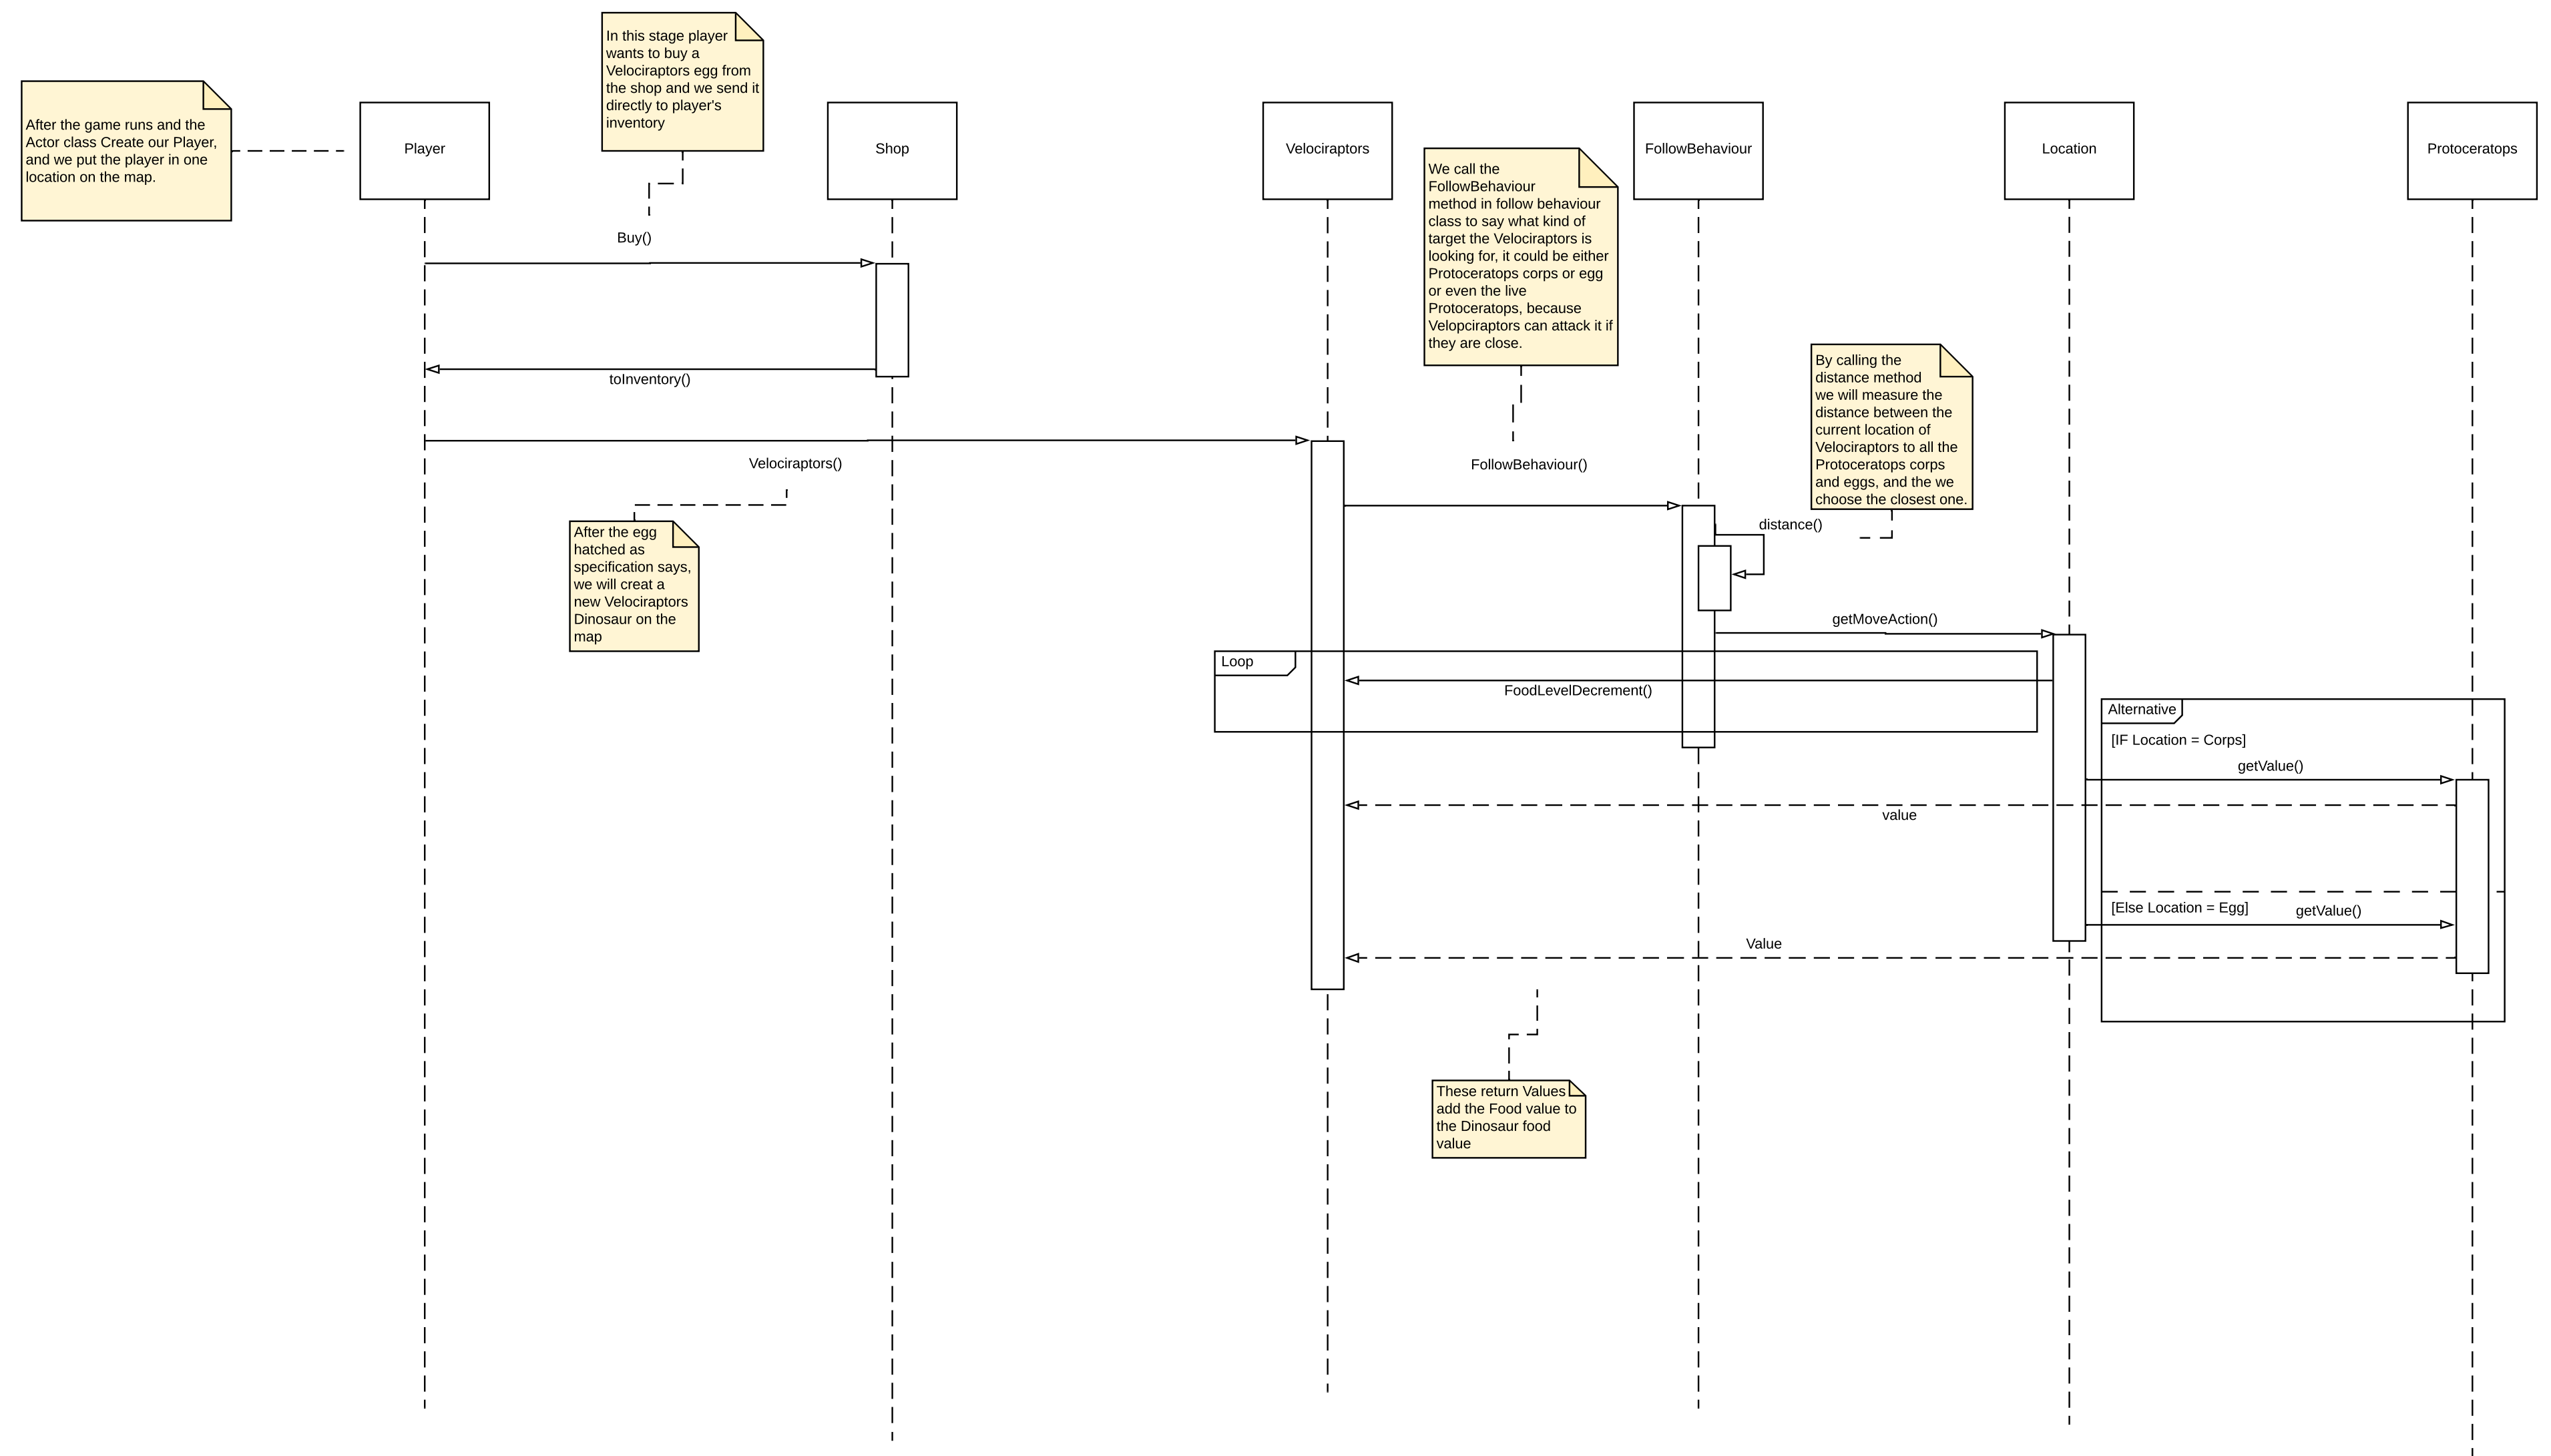 In this stage player
wants to buy a
Velociraptors egg from
the shop and we send it
directly to player's
inventory
After the game runs and the
Actor class Create our Player,
and we put the player in one
location on the map.
Player
Shop
Velociraptors
FollowBehaviour
Location
Protoceratops
We call the
FollowBehaviour
method in follow behaviour
class to say what kind of
target the Velociraptors is
looking for, it could be either
Protoceratops corps or egg
or even the live
Protoceratops, because
Velopciraptors can attack it if
they are close.
Buy()
toInventory()
By calling the
distance method
we will measure the
distance between the
current location of
Velociraptors to all the
Protoceratops corps
and eggs, and the we
choose the closest one.
Velociraptors()
FollowBehaviour()
After the egg
hatched as
specification says,
we will creat a
new Velociraptors
Dinosaur on the
map
distance()
getMoveAction()
Loop
FoodLevelDecrement()
Alternative
[IF Location = Corps]
getValue()
value
[Else Location = Egg]
getValue()
Value
These return Values
add the Food value to
the Dinosaur food
value